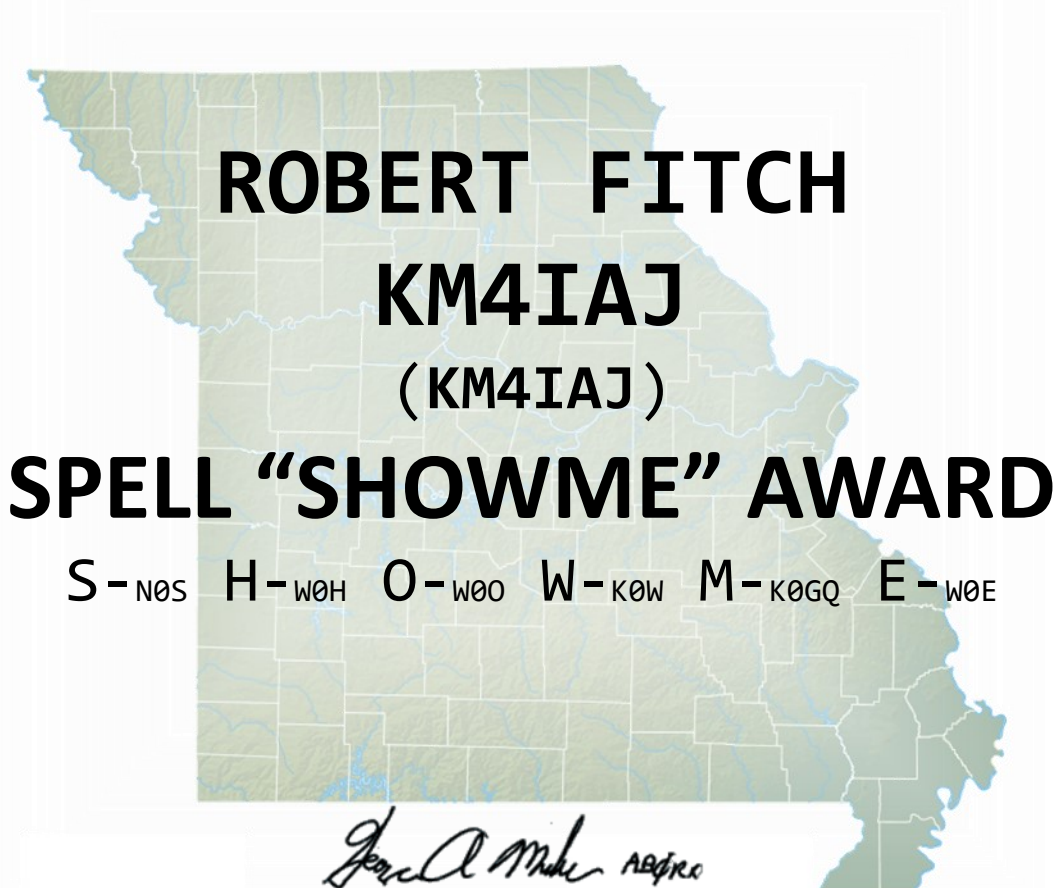 ROBERT FITCH
KM4IAJ
(KM4IAJ)
SPELL “SHOWME” AWARD
S-N0S H-W0H O-W0O W-K0W M-K0GQ E-W0E